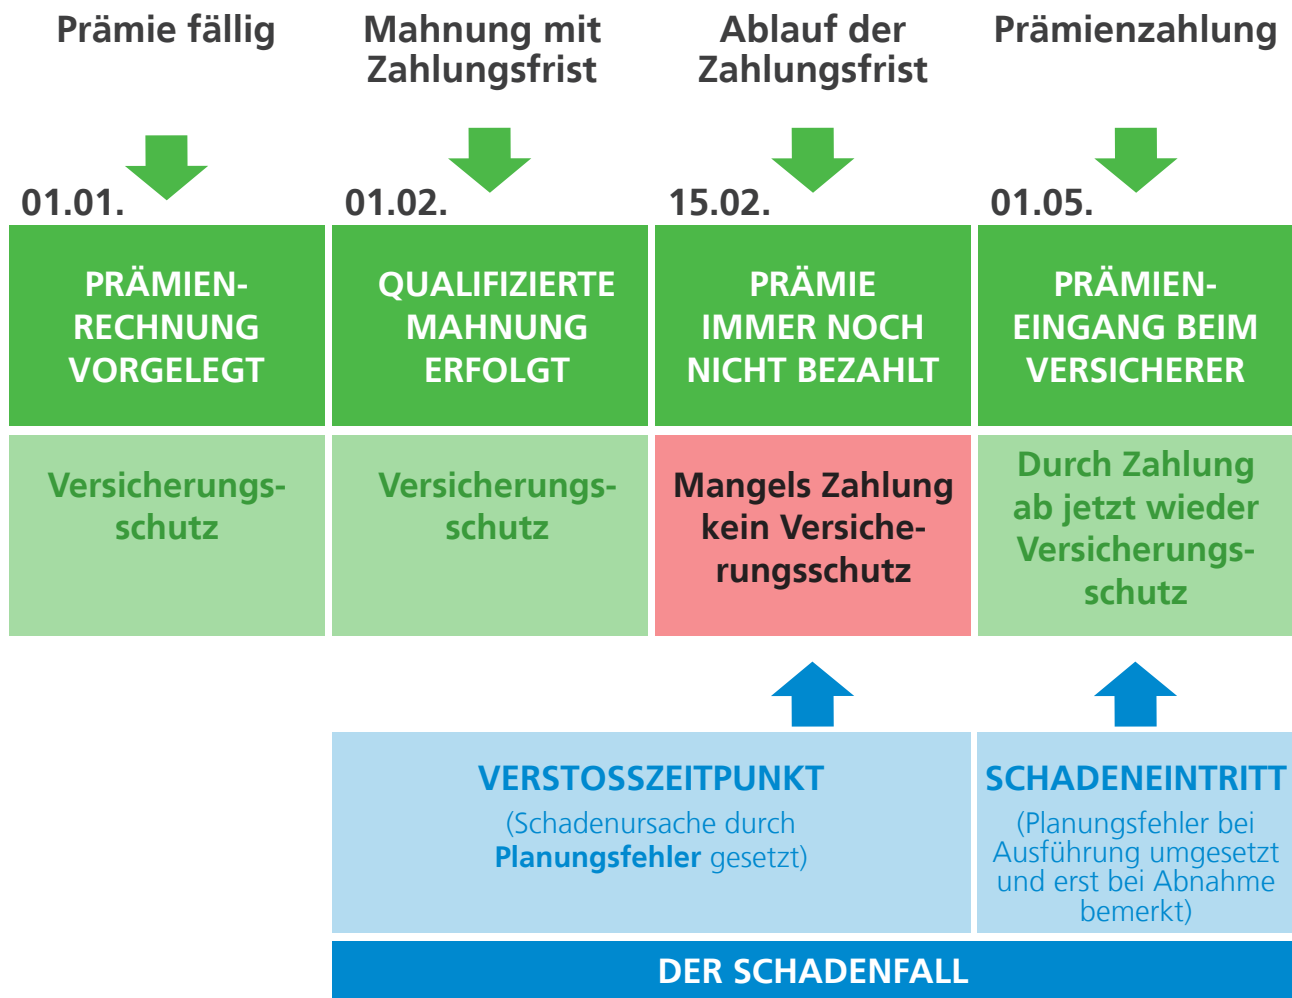 Prämie fällig
Mahnung mit
Zahlungsfrist
Ablauf der
Zahlungsfrist
Prämienzahlung
01.01.
01.02.
15.02.
01.05.
PRÄMIEN-
RECHNUNG
VORGELEGT
QUALIFIZIERTE
MAHNUNG
ERFOLGT
PRÄMIE
IMMER NOCH
NICHT BEZAHLT
PRÄMIEN-
EINGANG BEIM
VERSICHERER
Versicherungs-
schutz
Versicherungs-
schutz
Mangels Zahlung
kein Versiche-
rungsschutz
Durch Zahlung
ab jetzt wieder
Versicherungs-
schutz
VERSTOSSZEITPUNKT
(Schadenursache durch
Planungsfehler gesetzt)
SCHADENEINTRITT
(Planungsfehler bei
Ausführung umgesetzt
und erst bei Abnahme
bemerkt)
DER SCHADENFALL